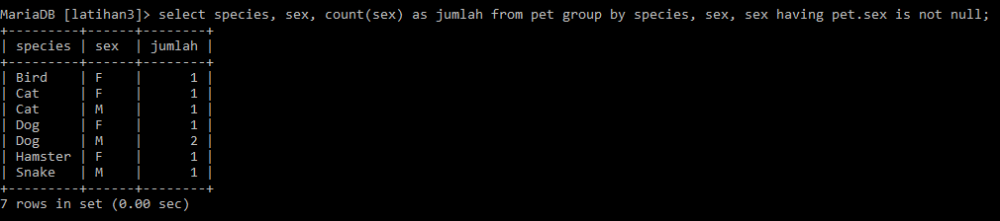 MariaDB [latihan3]> select species, sex, count(sex) as jumlah from pet group by species, sex, sex having pet.sex is not null;
+---------+------+--------+
| species | sex  | jumlah |
+---------+------+--------+
| Bird    | F    |      1 |
| Cat     | F    |      1 |
| Cat     | M    |      1 |
| Dog     | F    |      1 |
| Dog     | M    |      2 |
| Hamster | F    |      1 |
| Snake   | M    |      1 |
+---------+------+--------+
7 rows in set (0.00 sec)